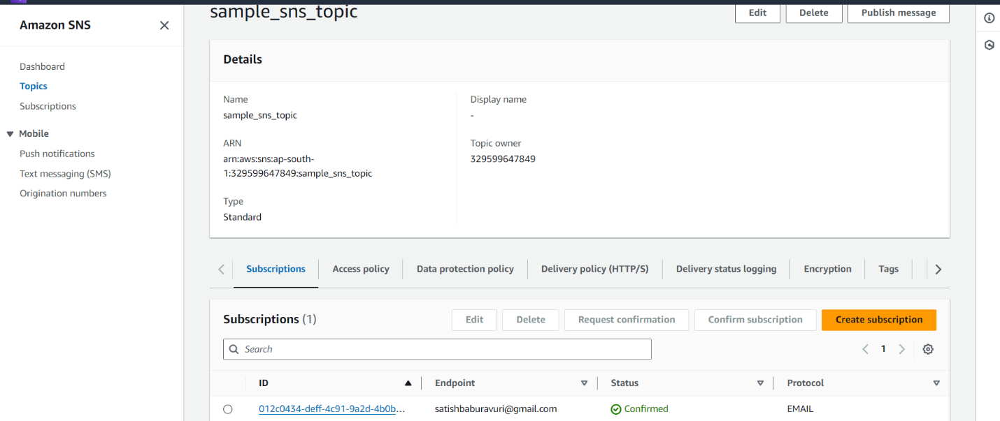 sample_sns_topic
Edit
Delete
Publish message
Amazon SNS
Dashboard
Topics
Subscriptions
Mobile
Push notifications
Text messaging (SMS)
Origination numbers
Details
Name
sample_sns_topic
ARN
arn:aws:sns:ap-south-
1:329599647849:sample_sns_topic
Type
Standard
Display name
-
Topic owner
329599647849
Subscriptions
Access policy
Data protection policy
Delivery policy (HTTP/S)
Delivery status logging
Encryption
Tags
Subscriptions (1)
Edit
Delete
Request confirmation
Confirm subscription
Create subscription
Search
1
ID
Endpoint
Status
Protocol
012c0434-deff-4c91-9a2d-4b0b...
satishbaburavuri@gmail.com
Confirmed
EMAIL